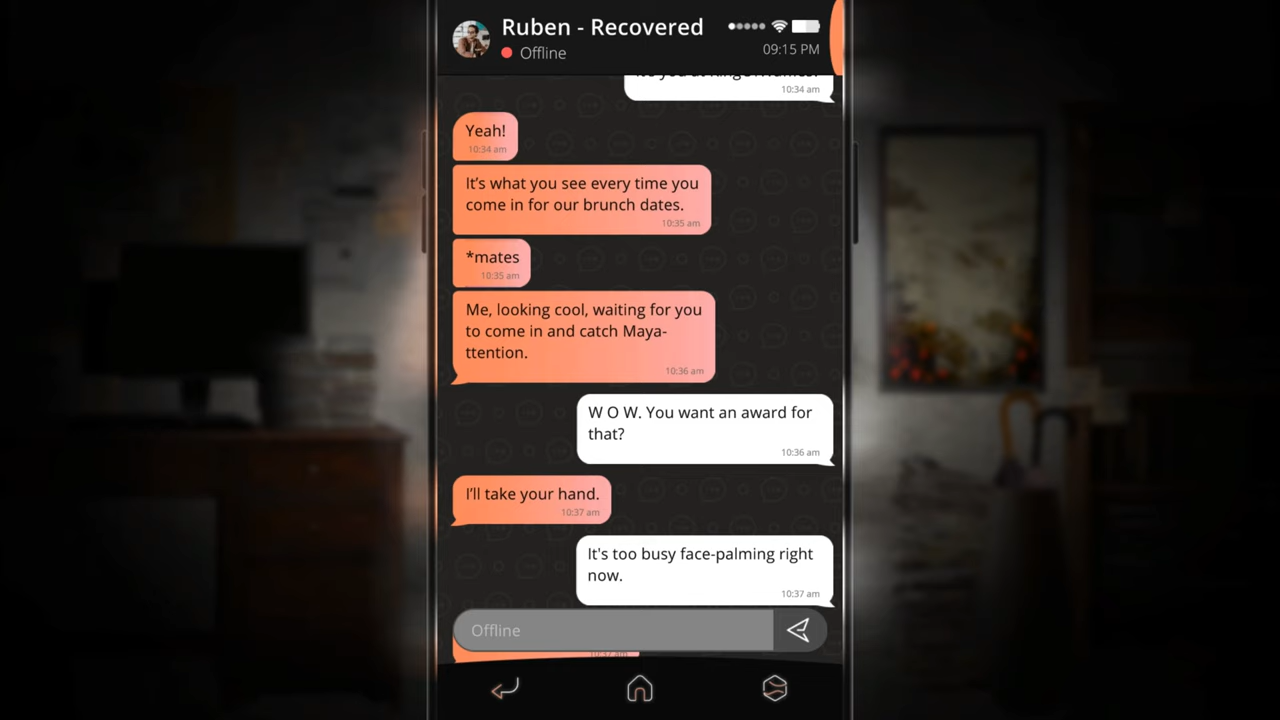 Ruben - Recovered
Offline
09:15 PM
10:34 am
Yeah!
10:34 am
It's what you see every time you
come in for our brunch dates.
10:35 am
*mates
10:35 am
Me, looking cool, waiting for you
to come in and catch Maya-
ttention.
10:36 am
W O W. You want an award for
that?
10:36 am
I'll take your hand.
10:37 am
It's too busy face-palming right
now.
10:37 am
Offline
10:37 am